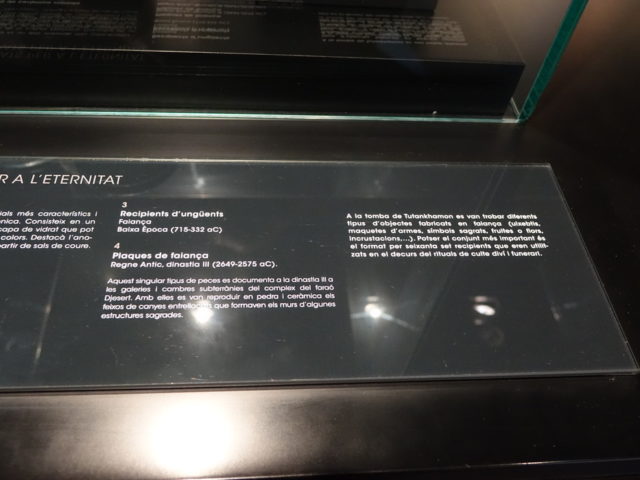 R A L'ETERNITAT
ials més característics i
ònica. Consisteix en un
capa de vidrat que pot
colors. Destacà l'ano-
partir de sals de coure.
3
Recipients d'ungüents
Faiança
Baixa Època (715-332 aC)
4
Plaques de faiança
Regne Antic, dinastia III (2649-2575 aC).
Aquest singular tipus de peces es documenta a la dinastia III a
les galeries i cambres subterrànies del complex del faraó
Djeser. Amb elles es van reproduir en pedra i ceràmica els
feixos de canyes entrellaçats que formaven els murs d'algunes
estructures sagrades.
A la tomba de Tutankhamon es van trobar diferents
tipus d'objectes fabricats en faiança (uixebtis,
maquetes d'armes, símbols sagrats, fruites o flors,
incrustacions,...). Potser el conjunt més important és
el format per seixanta set recipients que eren utilit-
zats en el decurs del rituals de culte diví i funerari.